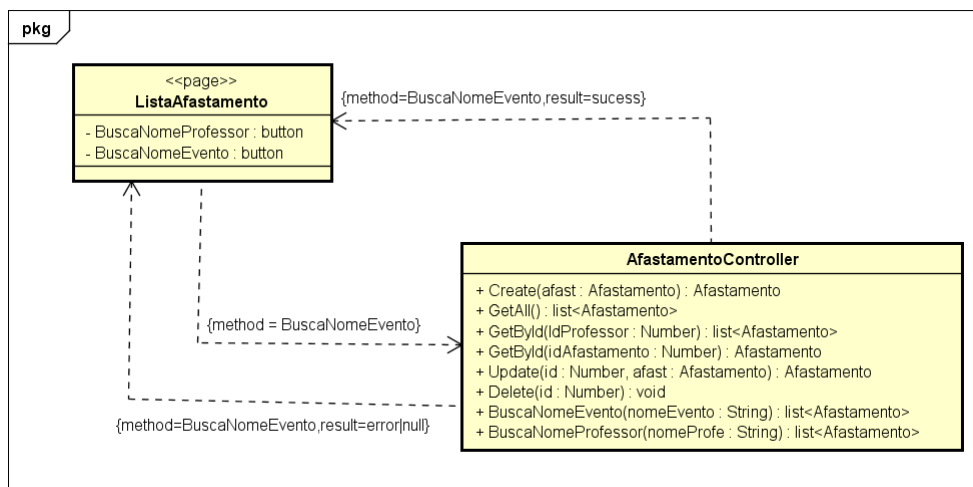 pkg
<<page>>
ListaAfastamento
- BuscaNomeProfessor : button
- BuscaNomeEvento : button
{method=BuscaNomeEvento,result=sucess}
{method = BuscaNomeEvento}
{method=BuscaNomeEvento,result=error|null}
AfastamentoController
+ Create(afast : Afastamento) : Afastamento
+ GetAll() : list<Afastamento>
+ GetById(IdProfessor : Number) : list<Afastamento>
+ GetById(idAfastamento : Number) : Afastamento
+ Update(id : Number, afast : Afastamento) : Afastamento
+ Delete(id : Number) : void
+ BuscaNomeEvento(nomeEvento : String) : list<Afastamento>
+ BuscaNomeProfessor(nomeProfe : String) : list<Afastamento>